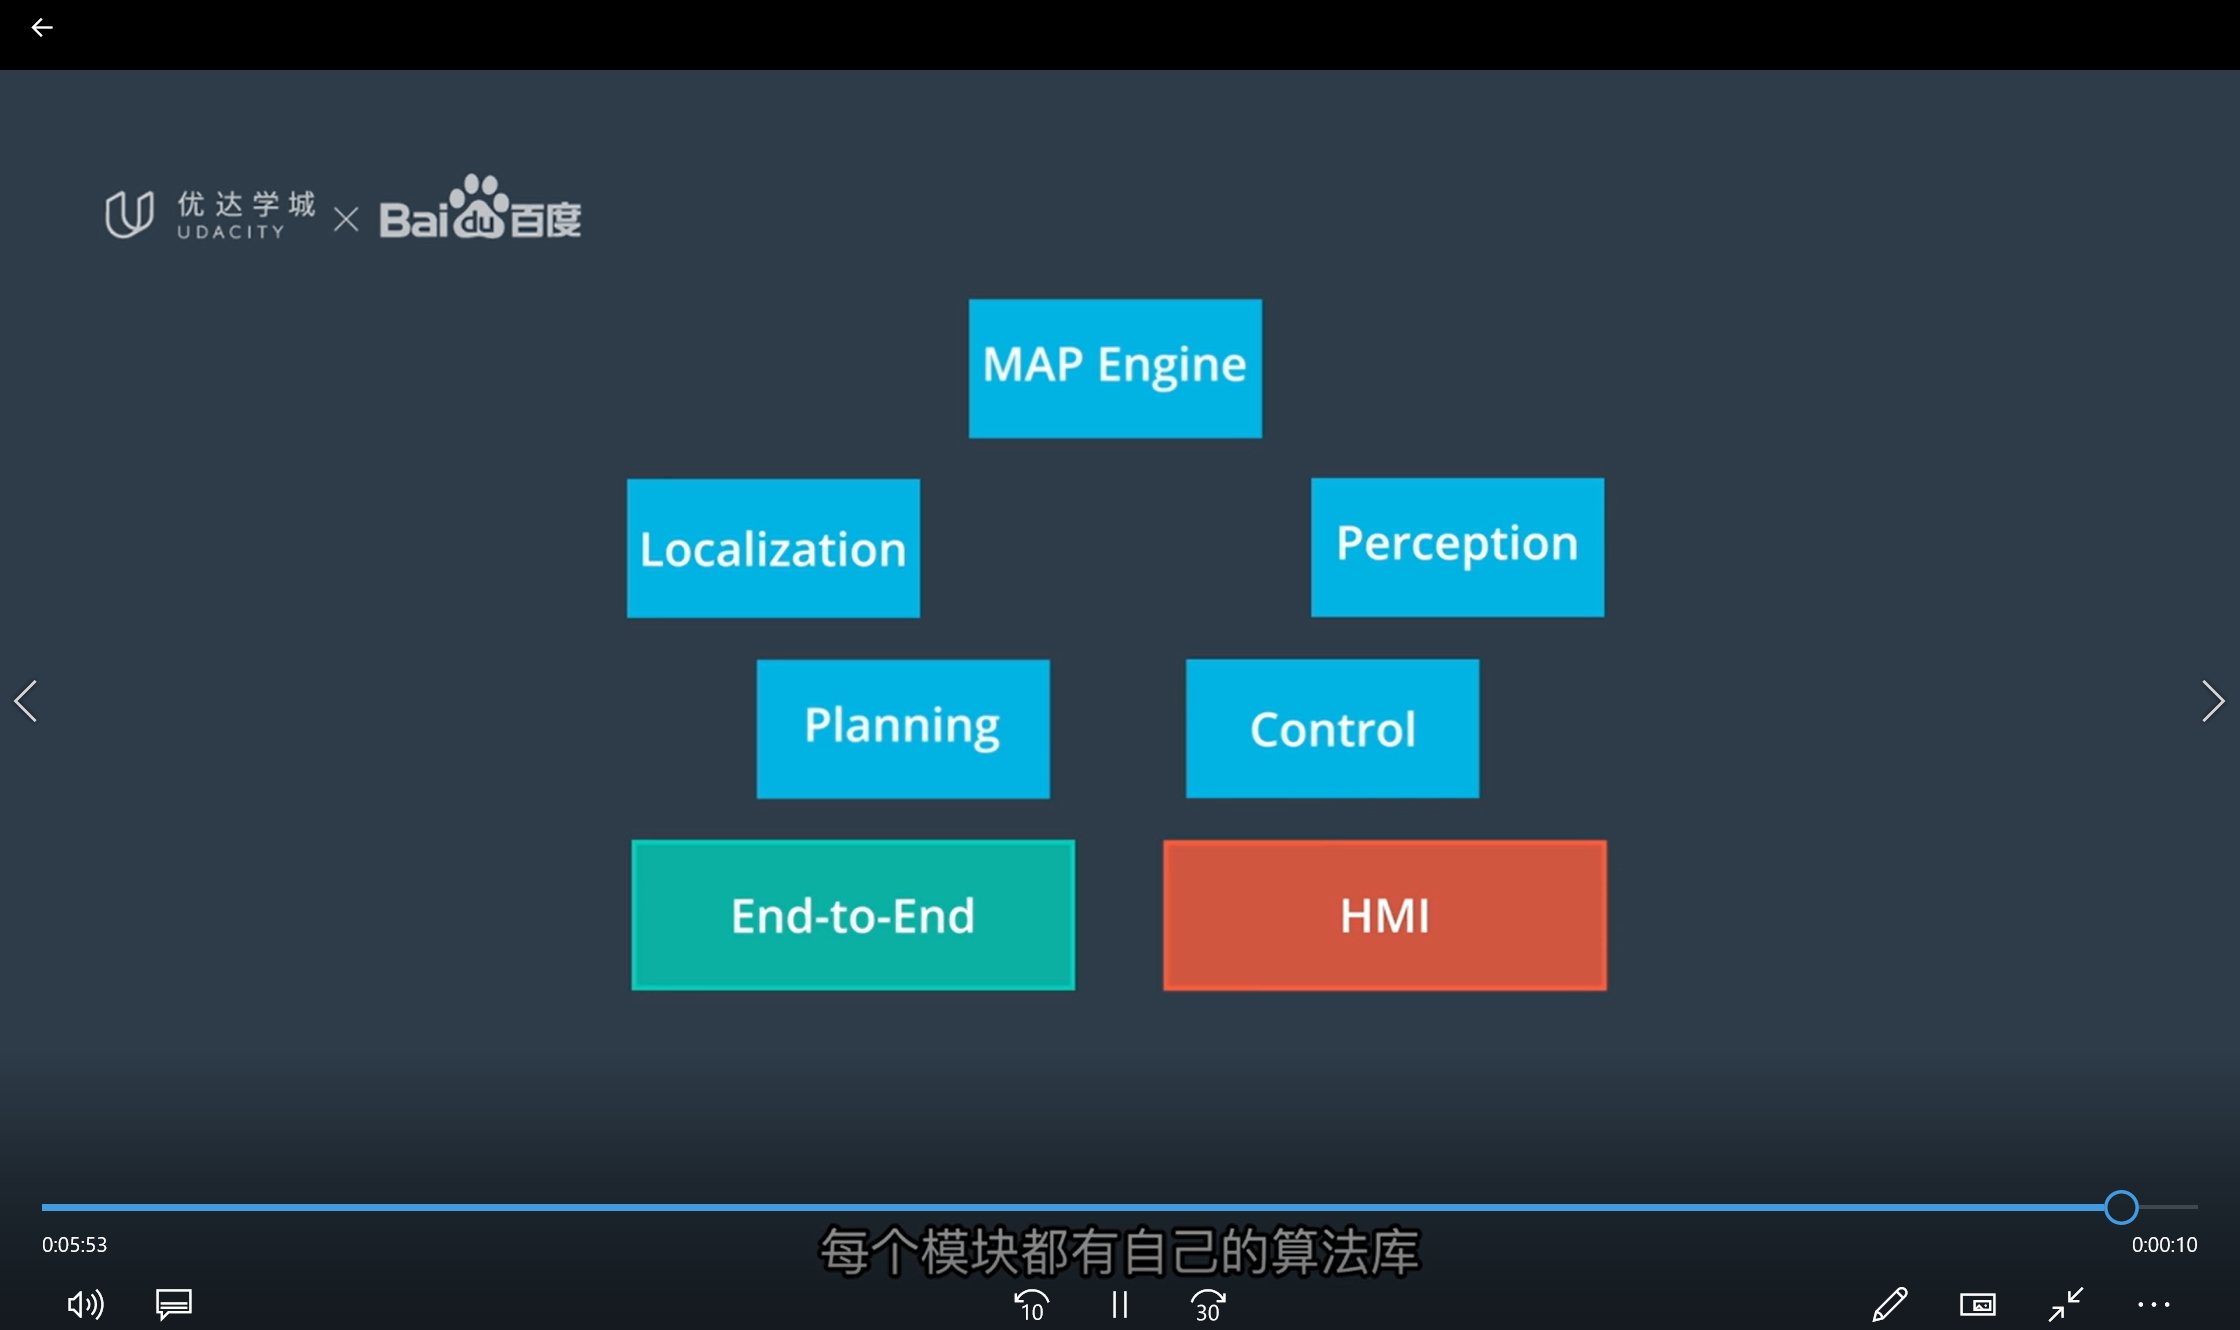 优达学城
UDACITY
Baidu百度
MAP Engine
Localization
Perception
Planning
Control
End-to-End
HMI
0:05:53
每个模块都有自己的算法库
0:00:10
10
30